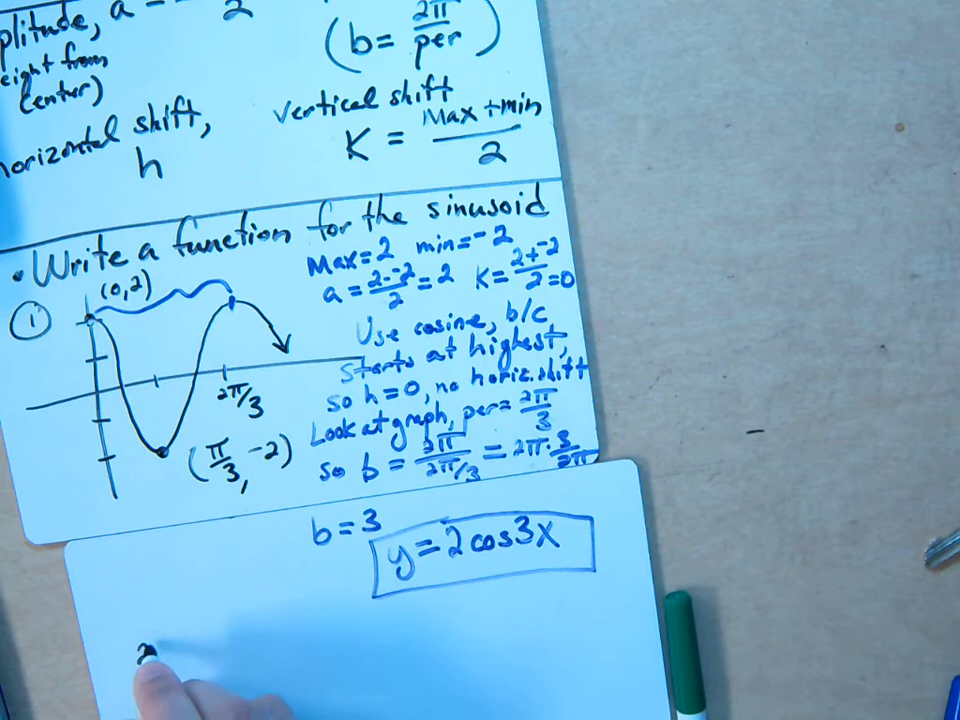 plitude, a = 2
eight from
center)
(b = 2π/per)
horizontal shift,
h
vertical shift
K = Max + min / 2
• Write a function for the sinusoid
①
(0, 2)
2π/3
(π/3, -2)
Max = 2 min = -2
a = 2--2/2 = 2 K = 2+-2/2 = 0
Use cosine, b/c
starts at highest,
so h = 0, no horiz. shift
Look at graph, per = 2π/3
so b = 2π/2π/3 = 2π · 3/2π
b = 3
y = 2 cos 3x